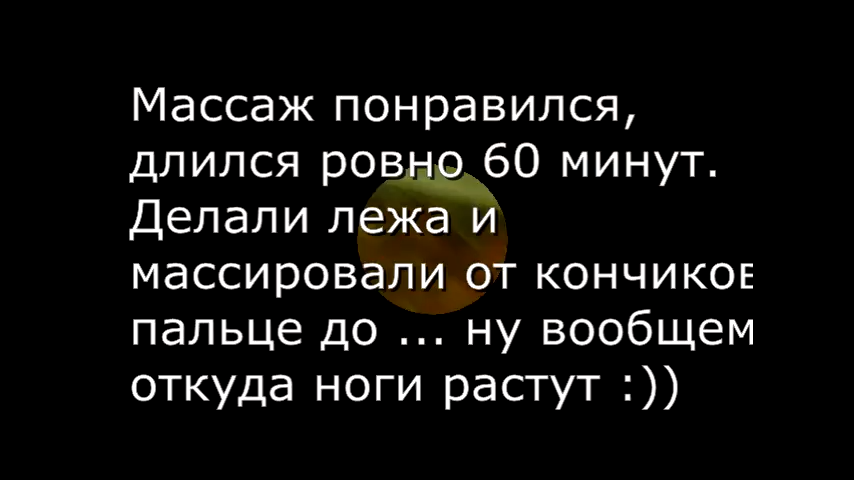 Массаж понравился,
длился ровно 60 минут.
Делали лежа и
массировали от кончиков
пальце до ... ну вообщем
откуда ноги растут :))